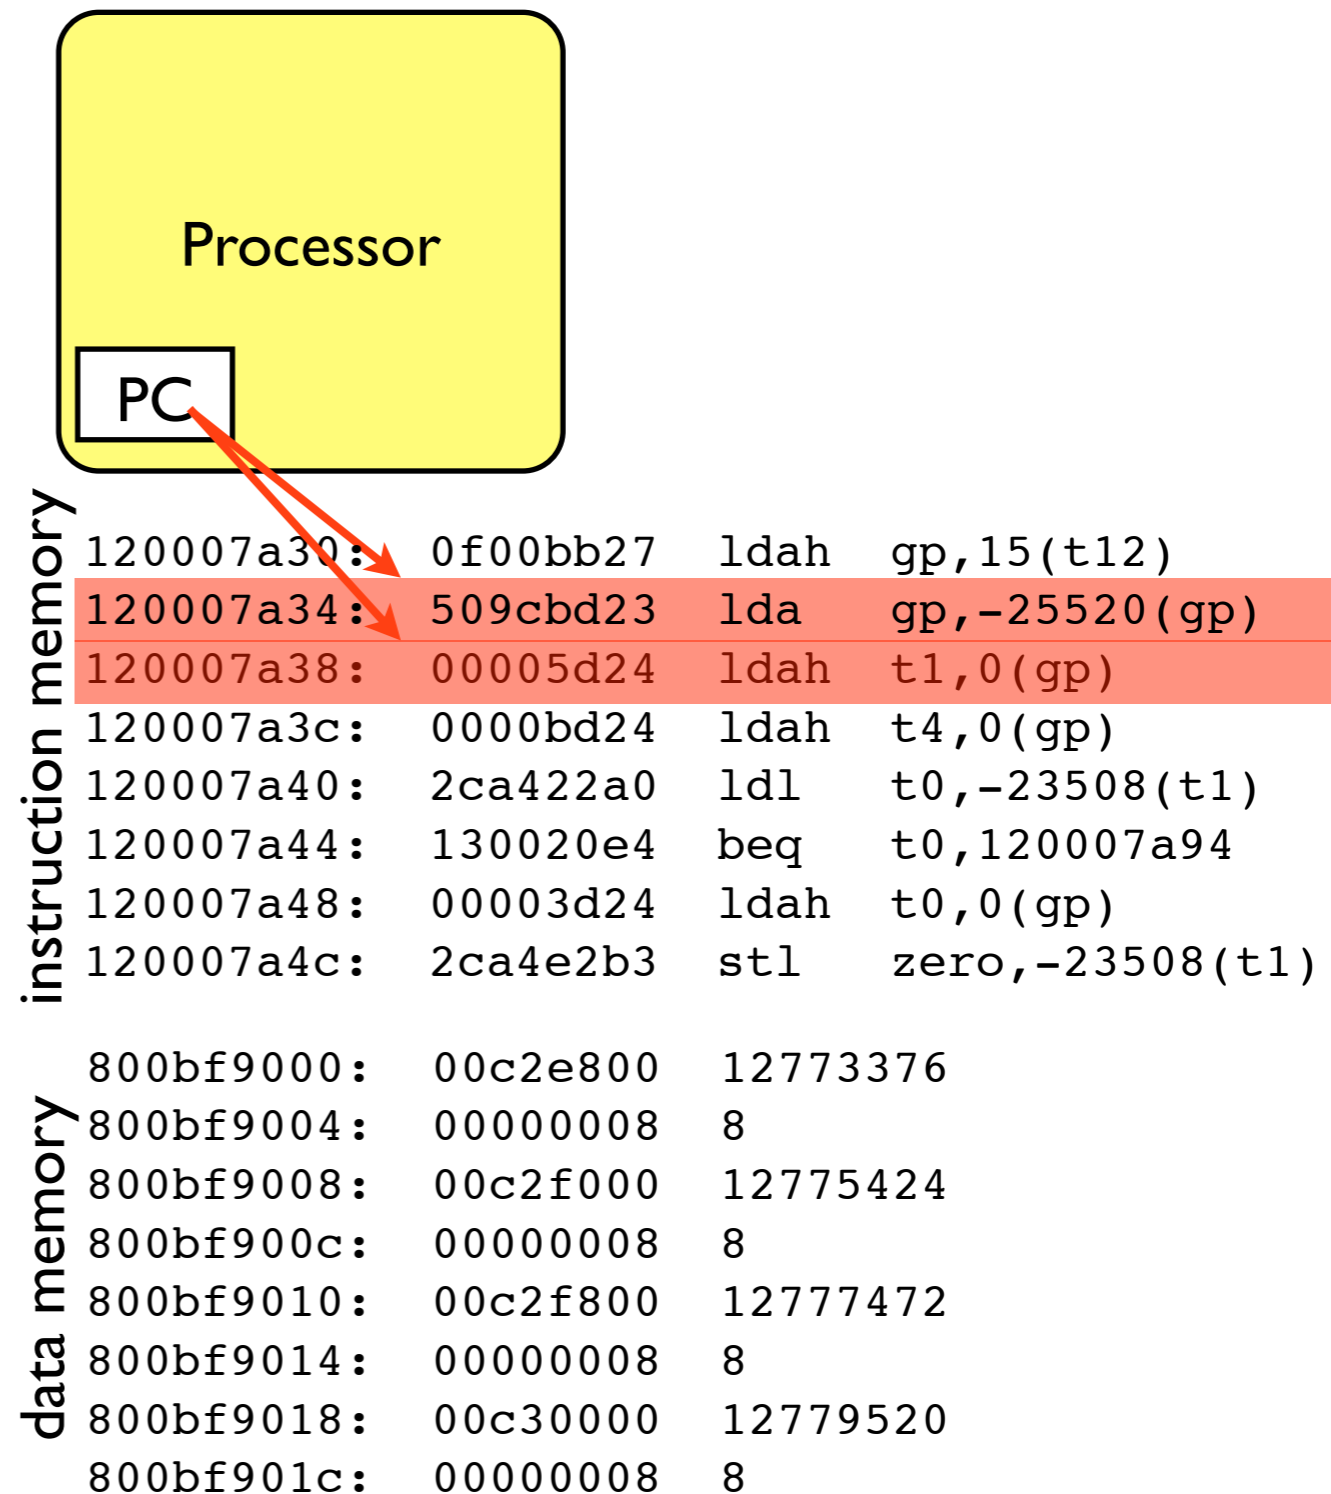 Processor
PC
instruction memory
120007a30: 0f00bb27 ldah gp,15(t12)
120007a34: 509cbd23 lda gp,-25520(gp)
120007a38: 00005d24 ldah t1,0(gp)
120007a3c: 0000bd24 ldah t4,0(gp)
120007a40: 2ca422a0 ldl t0,-23508(t1)
120007a44: 130020e4 beq t0,120007a94
120007a48: 00003d24 ldah t0,0(gp)
120007a4c: 2ca4e2b3 stl zero,-23508(t1)
data memory
800bf9000: 00c2e800 12773376
800bf9004: 00000008 8
800bf9008: 00c2f000 12775424
800bf900c: 00000008 8
800bf9010: 00c2f800 12777472
800bf9014: 00000008 8
800bf9018: 00c30000 12779520
800bf901c: 00000008 8